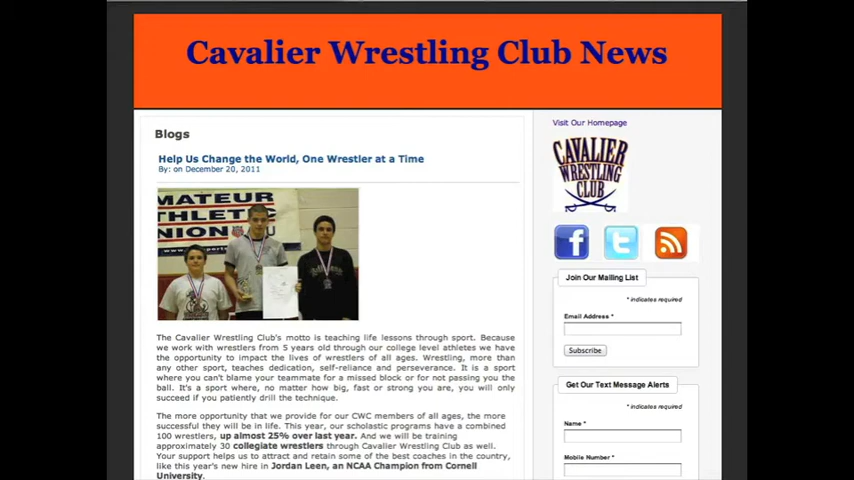 Cavalier Wrestling Club News
Blogs
Help Us Change the World, One Wrestler at a Time
By: on December 20, 2011
AMATEUR
ATHLETIC
UNION
The Cavalier Wrestling Club's motto is teaching life lessons through sport. Because
we work with wrestlers from 5 years old through our college level athletes we have
the opportunity to impact the lives of wrestlers of all ages. Wrestling, more than
any other sport, teaches dedication, self-reliance and perseverance. It is a sport
where you can't blame your teammate for a missed block or for not passing you the
ball. It's a sport where, no matter how big, fast or strong you are, you will only
succeed if you patiently drill the technique.
The more opportunity that we provide for our CWC members of all ages, the more
successful they will be in life. This year, our scholastic programs have a combined
100 wrestlers, up almost 25% over last year. And we will be training
approximately 30 collegiate wrestlers through Cavalier Wrestling Club as well.
Your support helps us to attract and retain some of the best coaches in the country,
like this year's new hire in Jordan Leen, an NCAA Champion from Cornell
University.
Visit Our Homepage
CAVALIER
WRESTLING
CLUB
Join Our Mailing List
* indicates required
Email Address *
Subscribe
Get Our Text Message Alerts
* indicates required
Name *
Mobile Number *